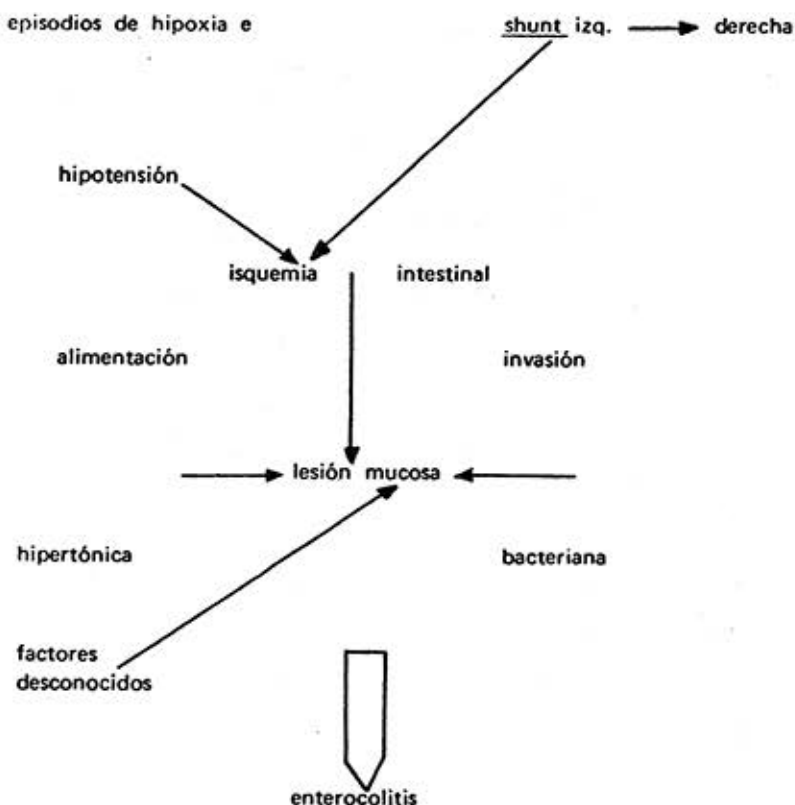 episodios de hipoxia e
shunt izq. → derecha
hipotensión
isquemia intestinal
alimentación
invasión
lesión mucosa
hipertónica
bacteriana
factores
desconocidos
enterocolitis